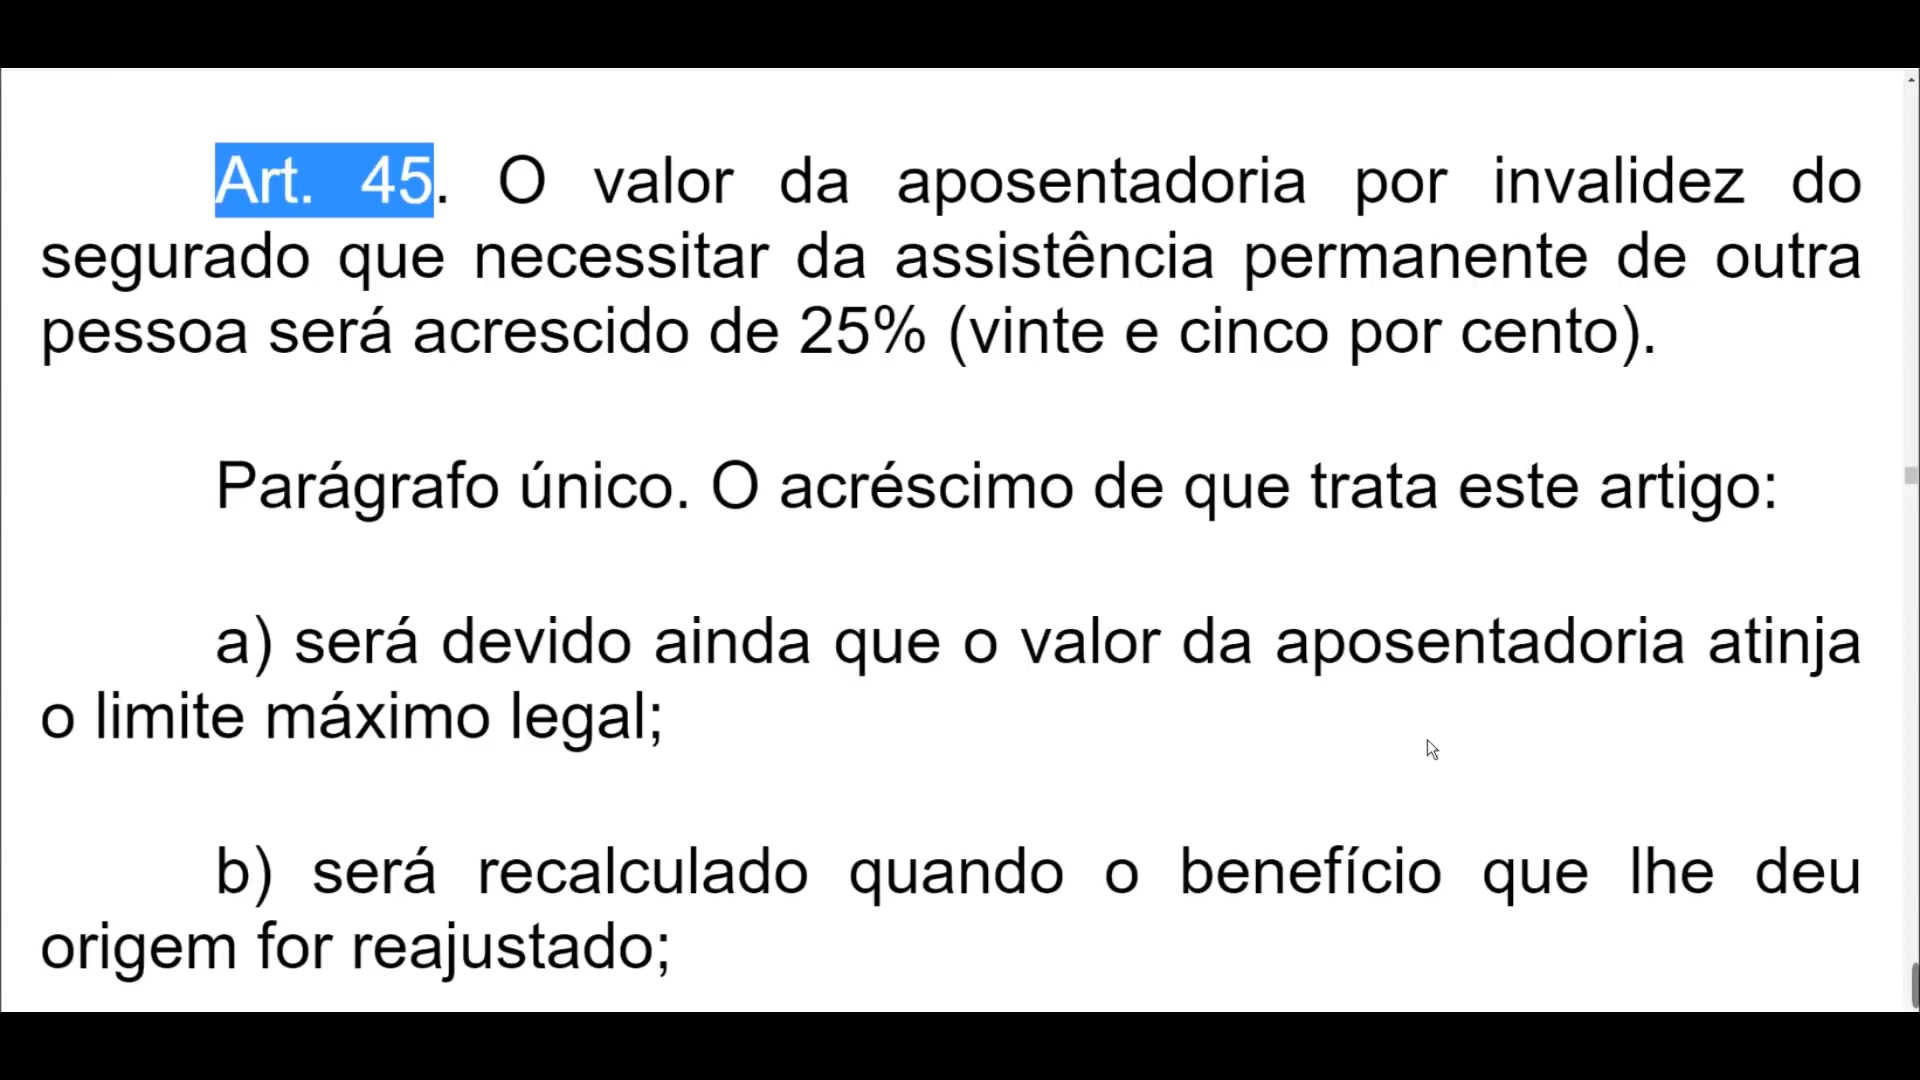 Art. 45. O valor da aposentadoria por invalidez do
segurado que necessitar da assistência permanente de outra
pessoa será acrescido de 25% (vinte e cinco por cento).
Parágrafo único. O acréscimo de que trata este artigo:
a) será devido ainda que o valor da aposentadoria atinja
o limite máximo legal;
b) será recalculado quando o benefício que lhe deu
origem for reajustado;